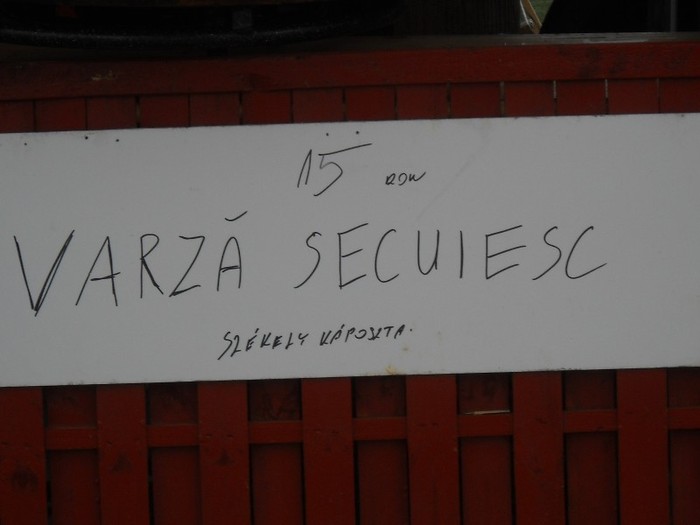 15 RON
VARZĂ SECUIESC
SZÉKELY KÁPOSZTA.